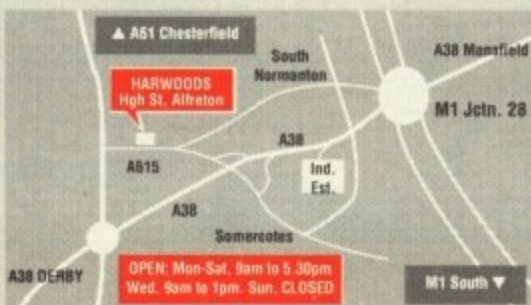 ▲ A61 Chesterfield
A38 Mansfield
South
Normanton
HARWOODS
Hgh St. Alfreton
M1 Jctn. 28
A38
A615
Ind.
Est.
A38
Somercotes
A38 DERBY
OPEN: Mon-Sat, 9am to 5.30pm
Wed. 9am to 1pm. Sun. CLOSED
M1 South ▼